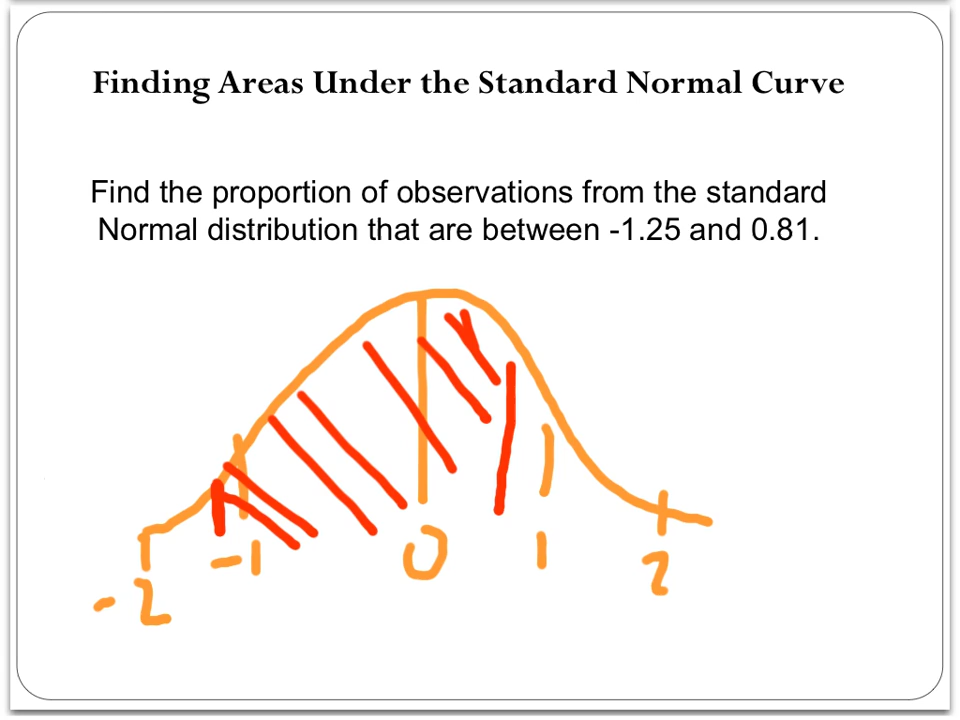 Finding Areas Under the Standard Normal Curve
Find the proportion of observations from the standard
Normal distribution that are between -1.25 and 0.81.
-2 -1 0 1 2